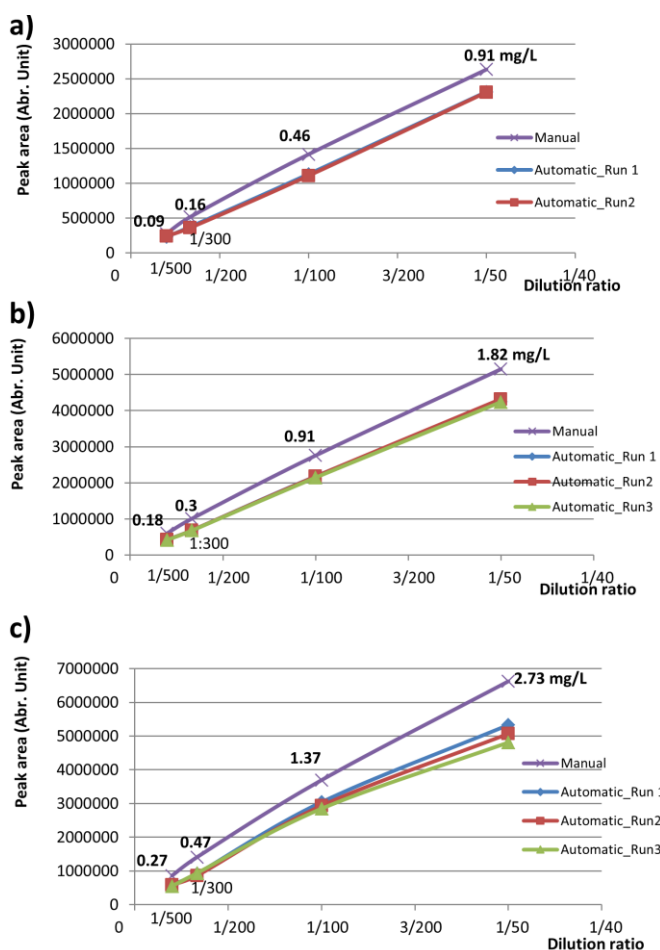 a)
Peak area (Abr. Unit)
3000000
2500000
2000000
1500000
1000000
500000
0
0.09
0.16
0.46
0.91 mg/L
1/300
Manual
Automatic_Run 1
Automatic_Run2
0
1/500
1/200
1/100
3/200
1/50
1/40
Dilution ratio
b)
Peak area (Abr. Unit)
6000000
5000000
4000000
3000000
2000000
1000000
0
0.18
0.3
0.91
1.82 mg/L
1:300
Manual
Automatic_Run 1
Automatic_Run2
Automatic_Run3
0
1/500
1/200
1/100
3/200
1/50
1/40
Dilution ratio
c)
Peak area (Abr. Unit)
7000000
6000000
5000000
4000000
3000000
2000000
1000000
0
0.27
0.47
1.37
2.73 mg/L
1/300
Manual
Automatic_Run 1
Automatic_Run2
Automatic_Run3
0
1/500
1/200
1/100
3/200
1/50
1/40
Dilution ratio